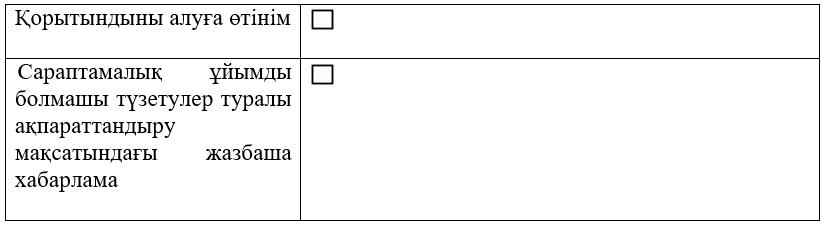 Қорытындыны алуға өтінім ☐
Сараптамалық ұйымды ☐
болмашы түзетулер туралы
ақпараттандыру
мақсатындағы жазбаша
хабарлама